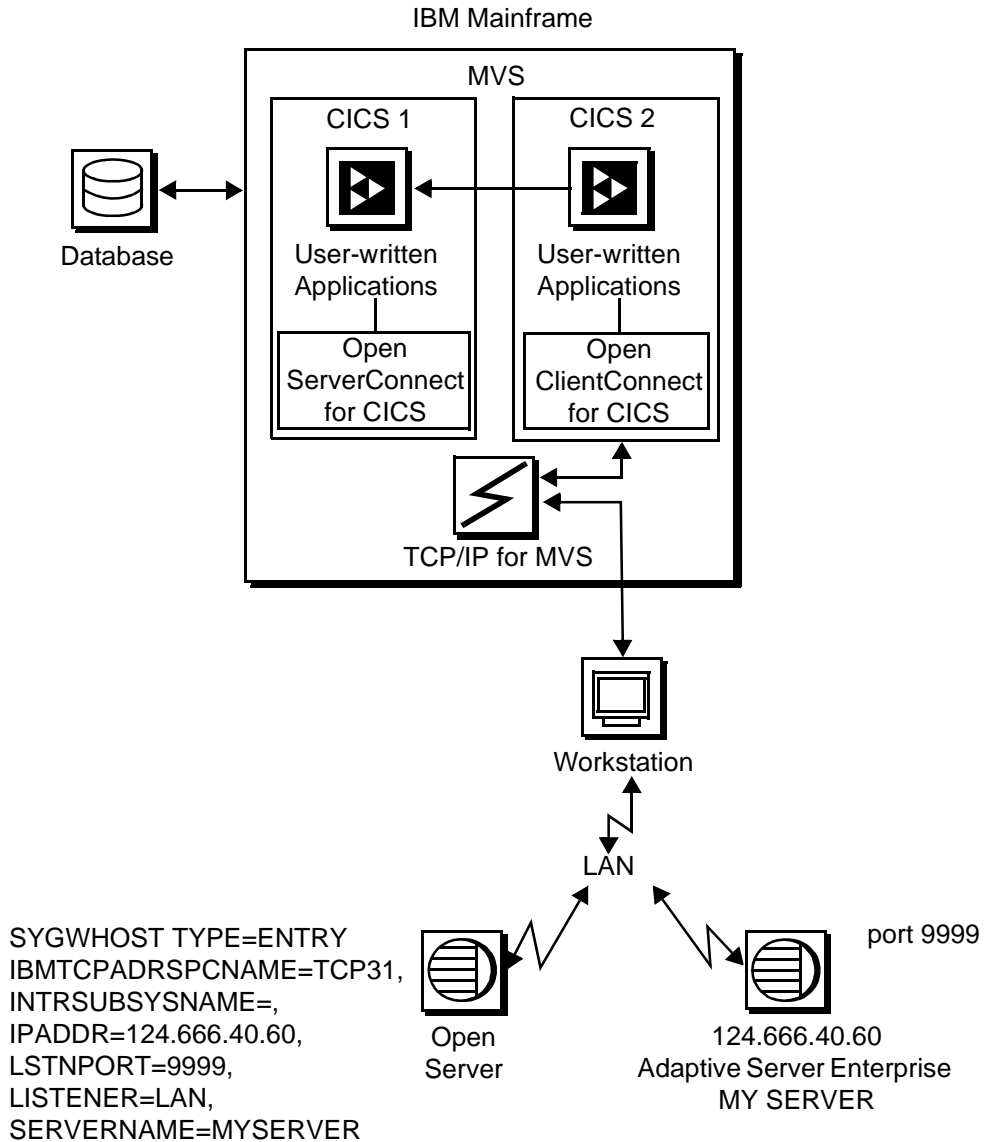 IBM Mainframe
MVS
CICS 1
CICS 2
User-written
Applications
User-written
Applications
Database
Open
ServerConnect
for CICS
Open
ClientConnect
for CICS
TCP/IP for MVS
Workstation
LAN
SYGWHOST TYPE=ENTRY
IBMTCPADRSPCNAME=TCP31,
INTRSUBSYSNAME=,
IPADDR=124.666.40.60,
LSTNPORT=9999,
LISTENER=LAN,
SERVERNAME=MYSERVER
Open
Server
port 9999
124.666.40.60
Adaptive Server Enterprise
MY SERVER